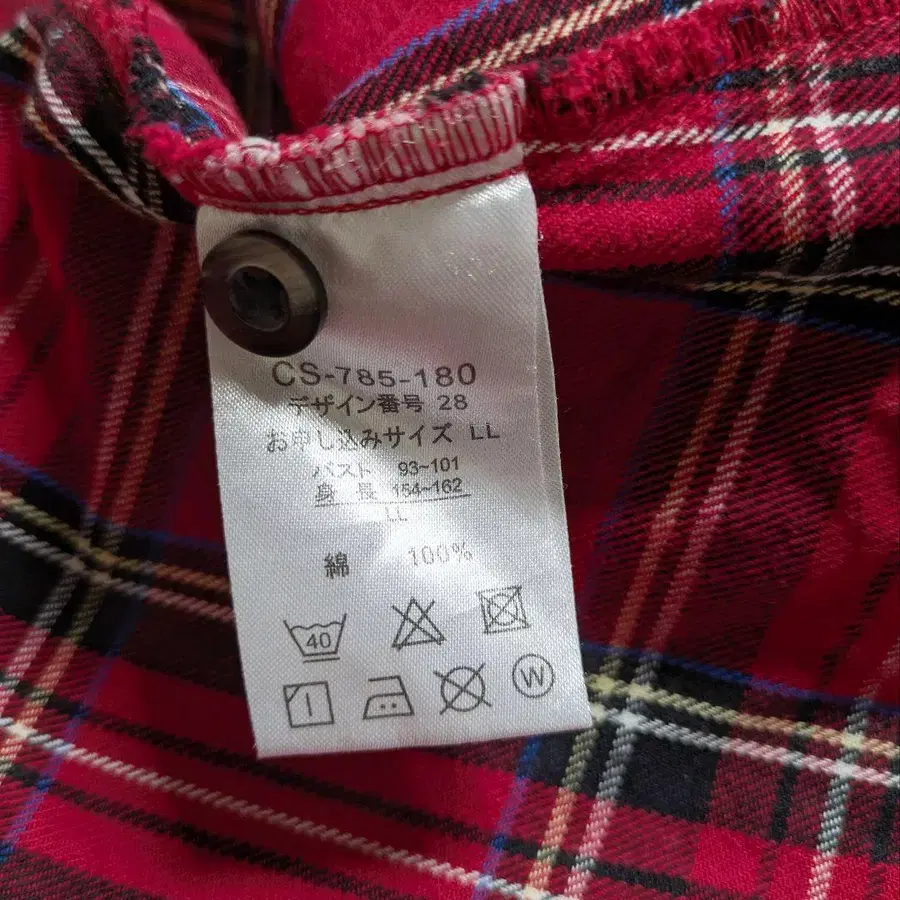 CS-785-180
デザイン番号 28
お申し込みサイズ LL
バスト 93~101
身 長 154~162
LL
綿 100%
40
W